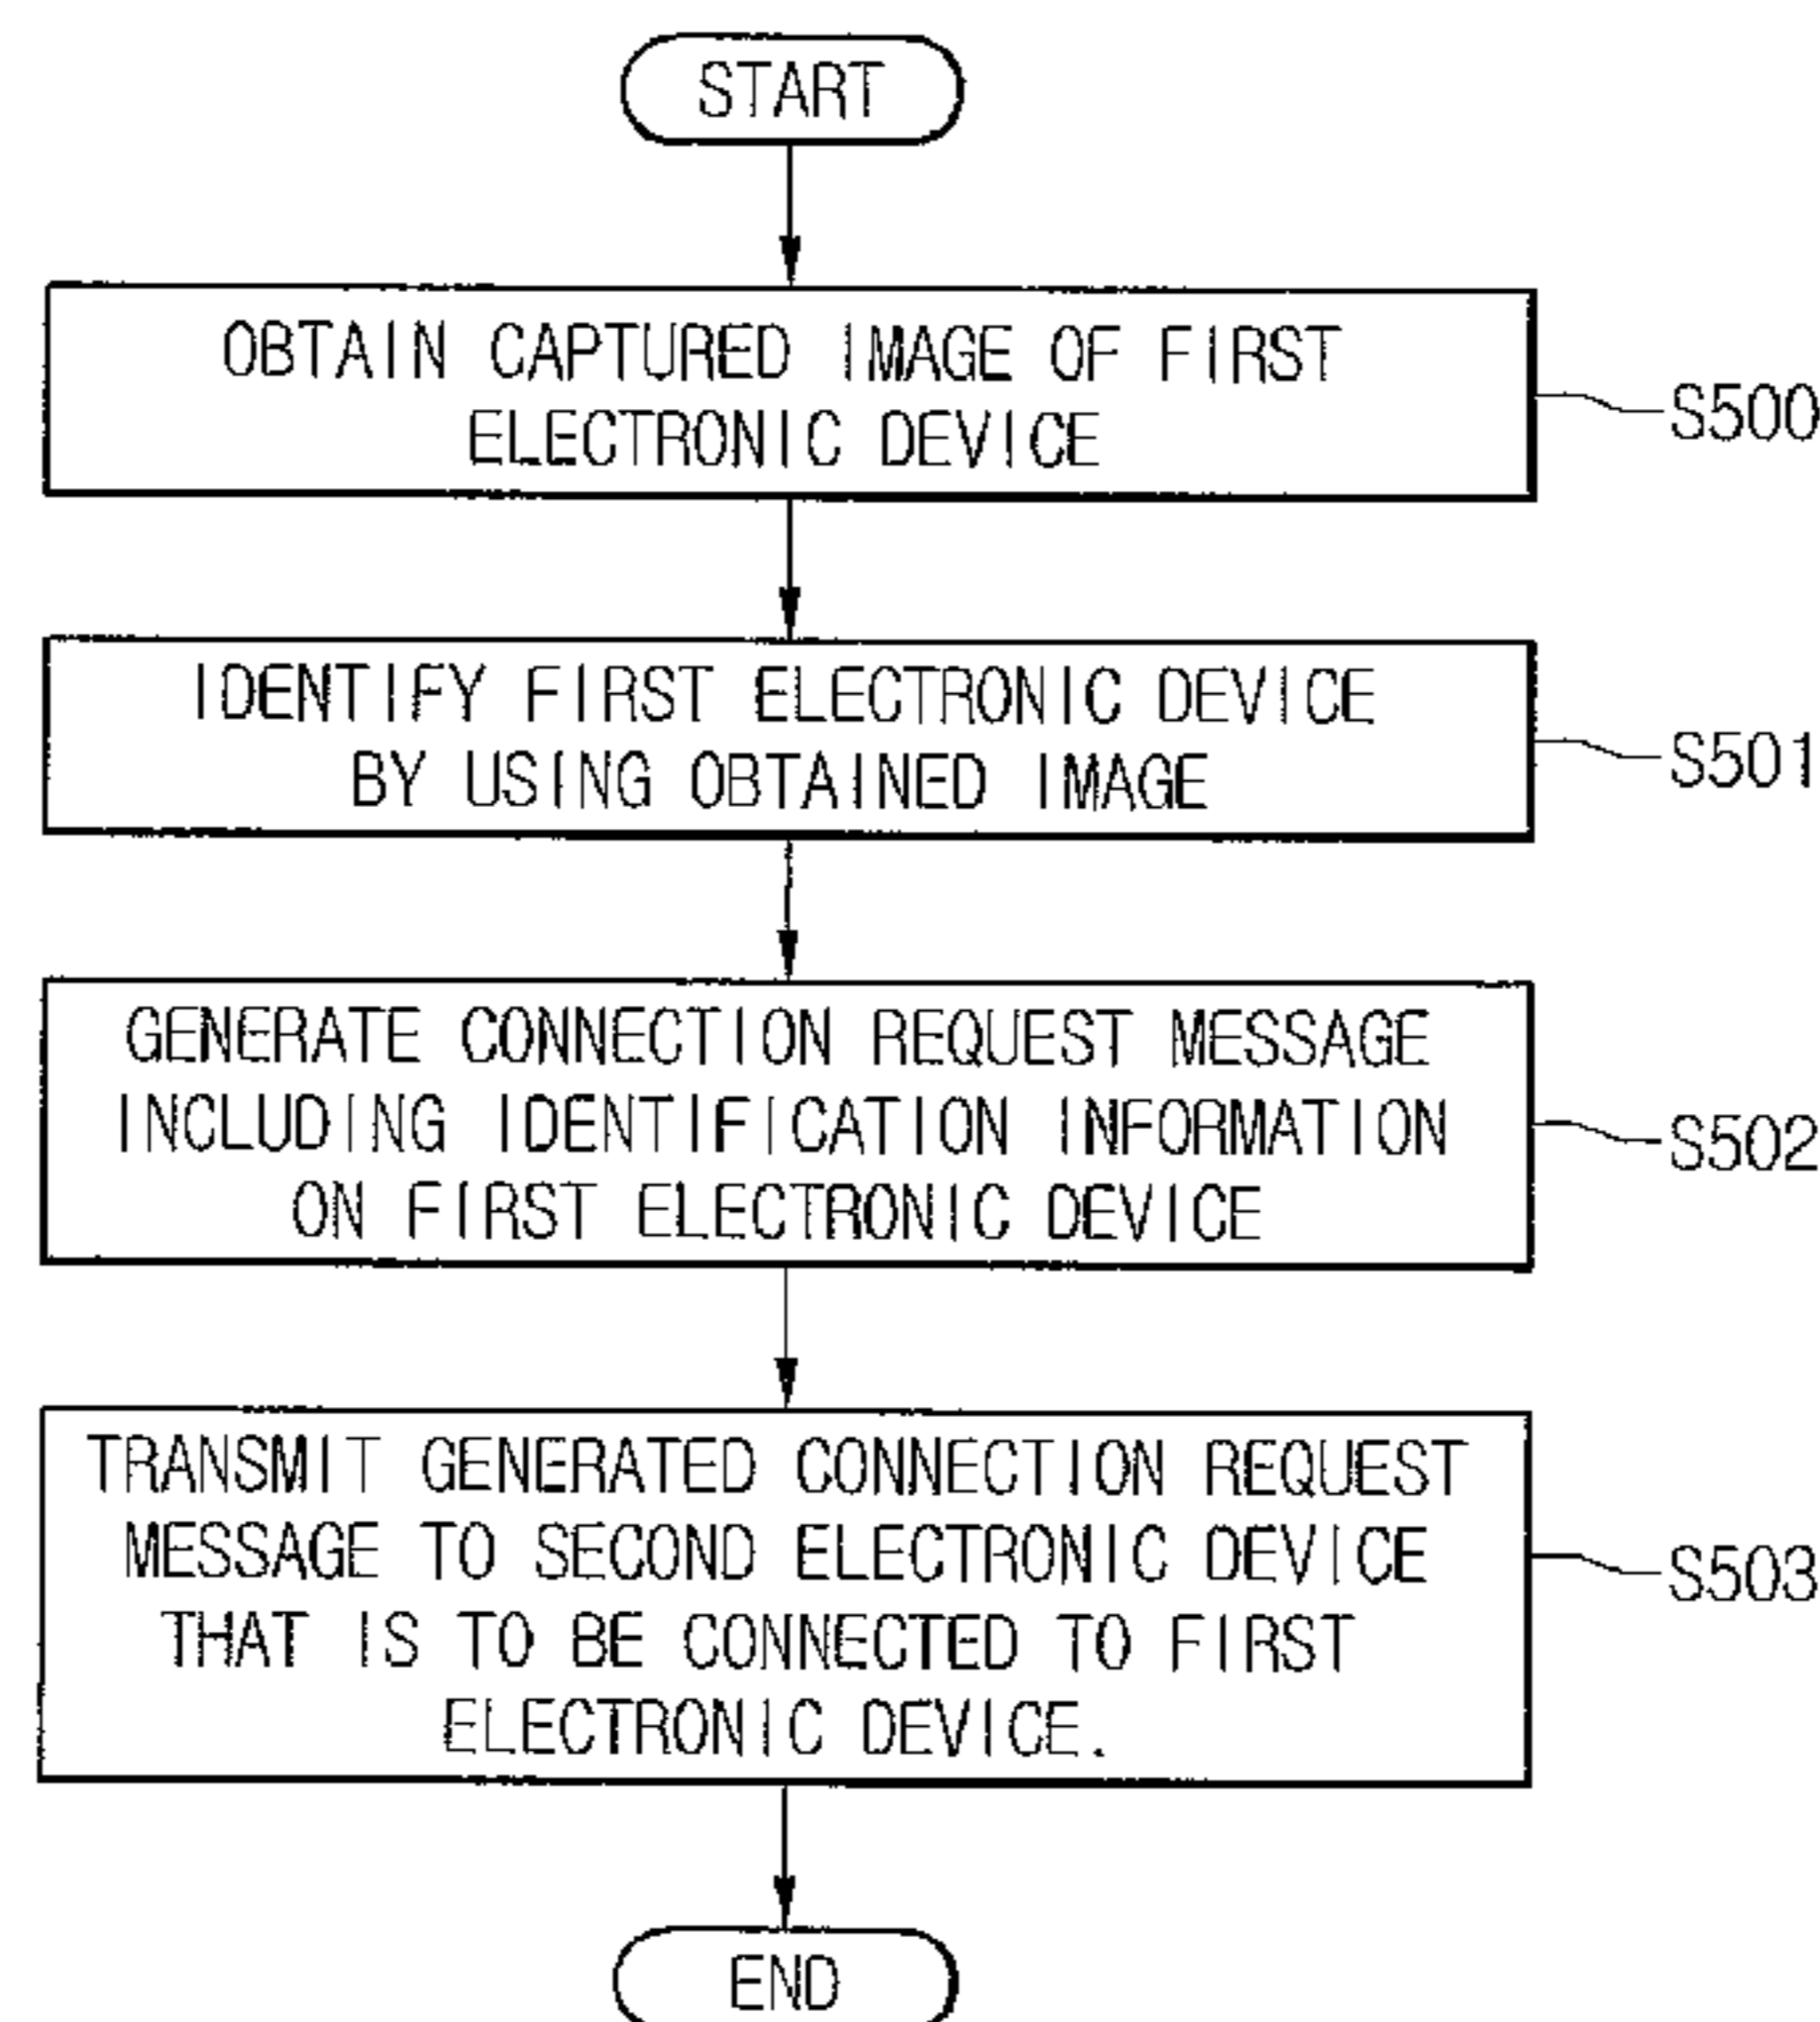 START
OBTAIN CAPTURED IMAGE OF FIRST
ELECTRONIC DEVICE
S500
IDENTIFY FIRST ELECTRONIC DEVICE
BY USING OBTAINED IMAGE
S501
GENERATE CONNECTION REQUEST MESSAGE
INCLUDING IDENTIFICATION INFORMATION
ON FIRST ELECTRONIC DEVICE
S502
TRANSMIT GENERATED CONNECTION REQUEST
MESSAGE TO SECOND ELECTRONIC DEVICE
THAT IS TO BE CONNECTED TO FIRST
ELECTRONIC DEVICE.
S503
END